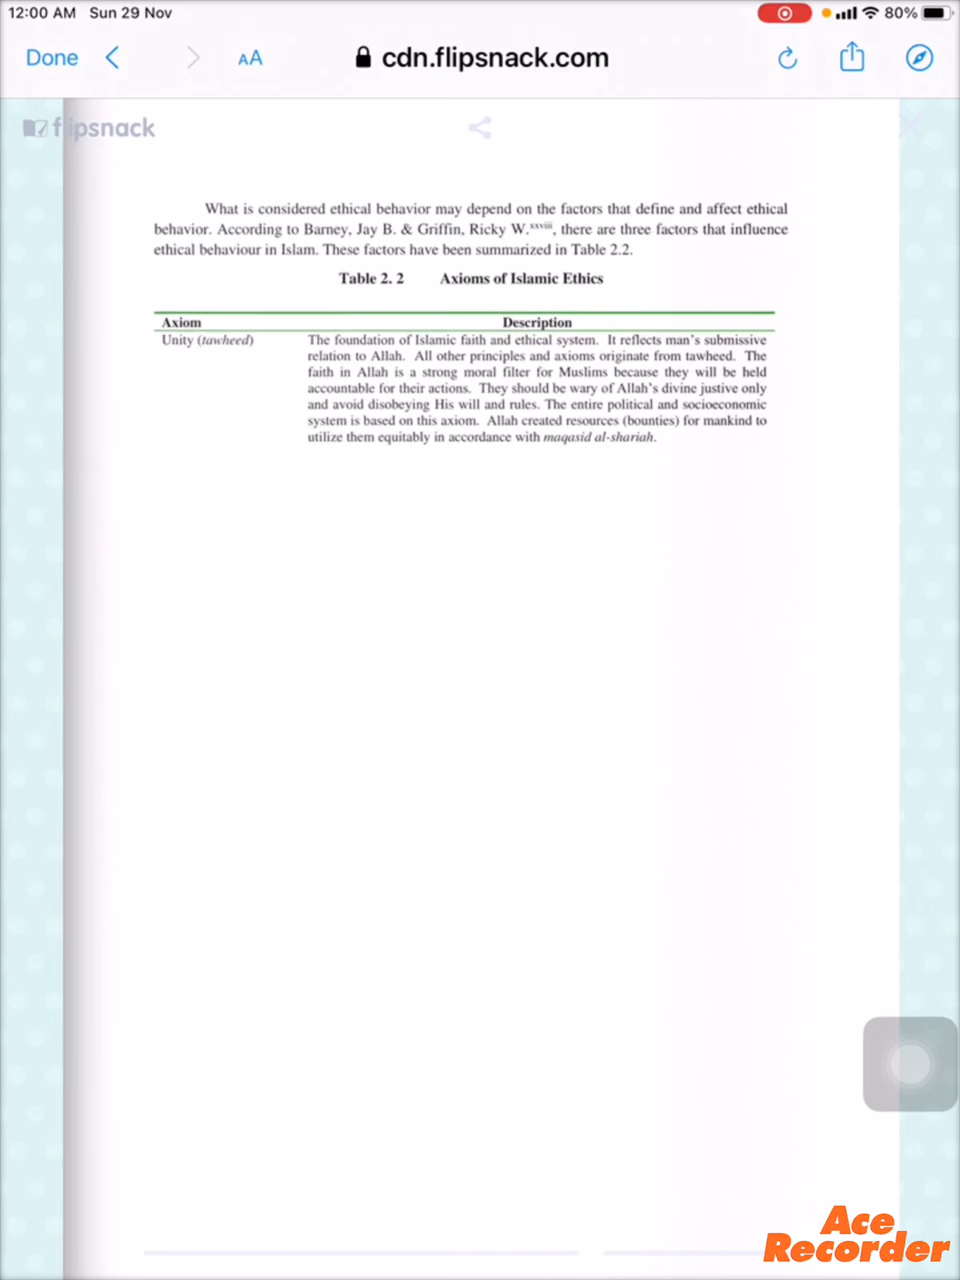 12:00 AM Sun 29 Nov
80%
Done
AA
cdn.flipsnack.com
flipsnack
What is considered ethical behavior may depend on the factors that define and affect ethical
behavior. According to Barney, Jay B. & Griffin, Ricky W.xxviii, there are three factors that influence
ethical behaviour in Islam. These factors have been summarized in Table 2.2.
Table 2. 2 Axioms of Islamic Ethics
Axiom Description
Unity (tawheed) The foundation of Islamic faith and ethical system. It reflects man's submissive
relation to Allah. All other principles and axioms originate from tawheed. The
faith in Allah is a strong moral filter for Muslims because they will be held
accountable for their actions. They should be wary of Allah's divine justive only
and avoid disobeying His will and rules. The entire political and socioeconomic
system is based on this axiom. Allah created resources (bounties) for mankind to
utilize them equitably in accordance with maqasid al-shariah.
Ace
Recorder